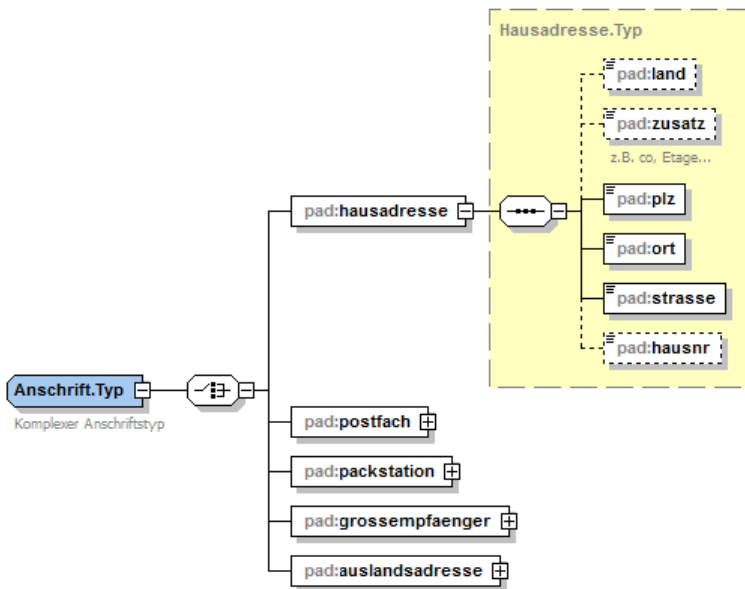 Hausadresse.Typ
pad:land
pad:zusatz
z.B. co, Etage...
pad:hausadresse
pad:plz
pad:ort
pad:strasse
pad:hausnr
Anschrift.Typ
Komplexer Anschriftstyp
pad:postfach
pad:packstation
pad:grossempfaenger
pad:auslandsadresse